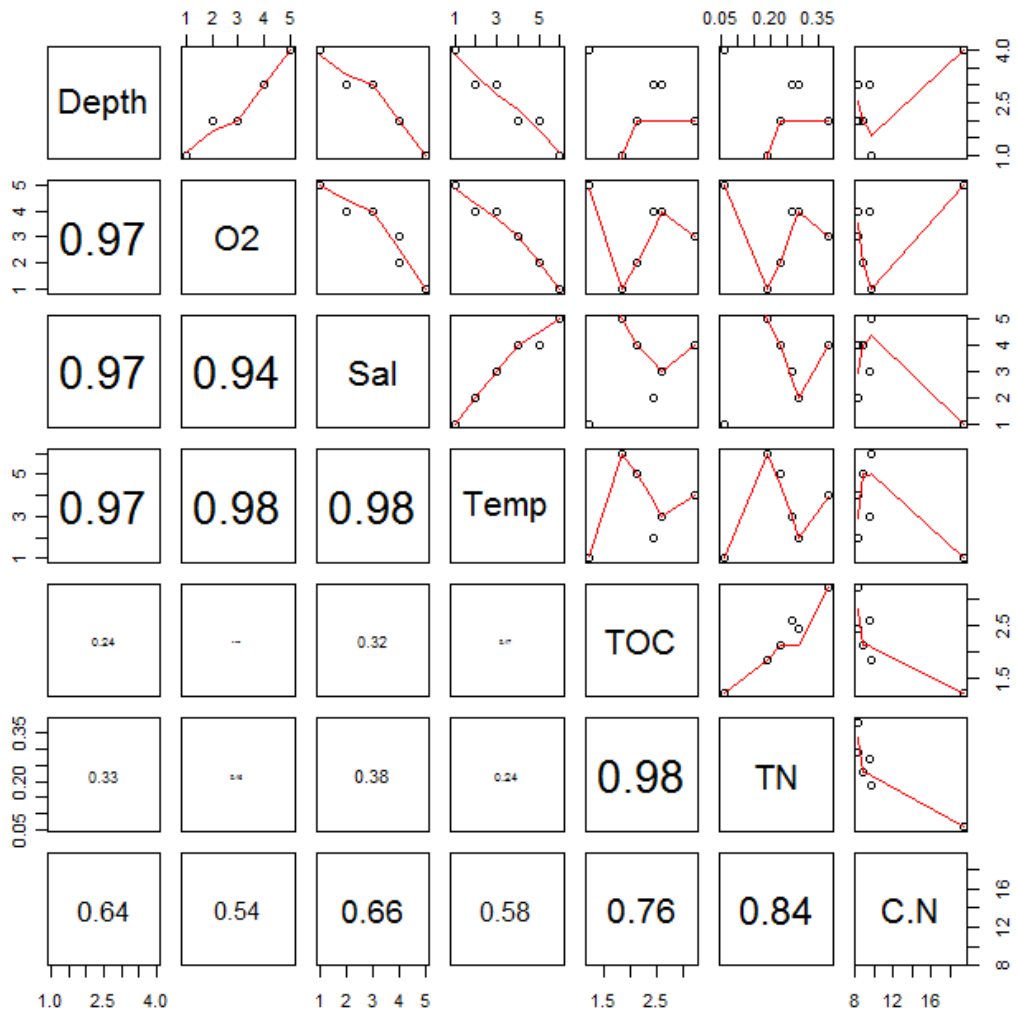 1 2 3 4 5 1 3 5 0.05 0.20 0.35
Depth 1.0 2.5 4.0
1 2 3 4 5 0.97 O2
0.97 0.94 Sal 1 2 3 4 5
1 3 5 0.97 0.98 0.98 Temp
0.24 0.32 TOC 1.5 2.5
0.05 0.20 0.35 0.33 0.38 0.24 0.98 TN
0.64 0.54 0.66 0.58 0.76 0.84 C.N 8 12 16
1.0 2.5 4.0 1 2 3 4 5 1.5 2.5 8 12 16